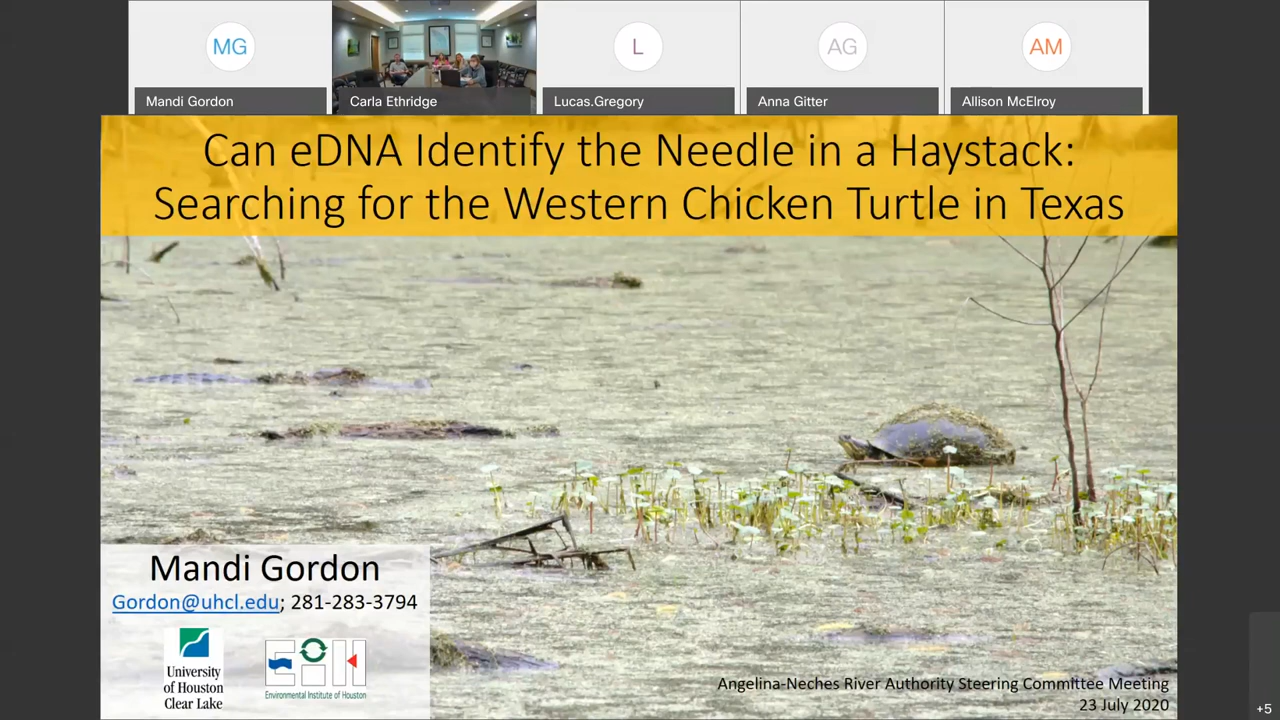 MG
L
AG
AM
Mandi Gordon
Carla Ethridge
Lucas.Gregory
Anna Gitter
Allison McElroy
Can eDNA Identify the Needle in a Haystack:
Searching for the Western Chicken Turtle in Texas
Mandi Gordon
Gordon@uhcl.edu; 281-283-3794
University
of Houston
Clear Lake
EIH
Environmental Institute of Houston
Angelina-Neches River Authority Steering Committee Meeting
23 July 2020
+5